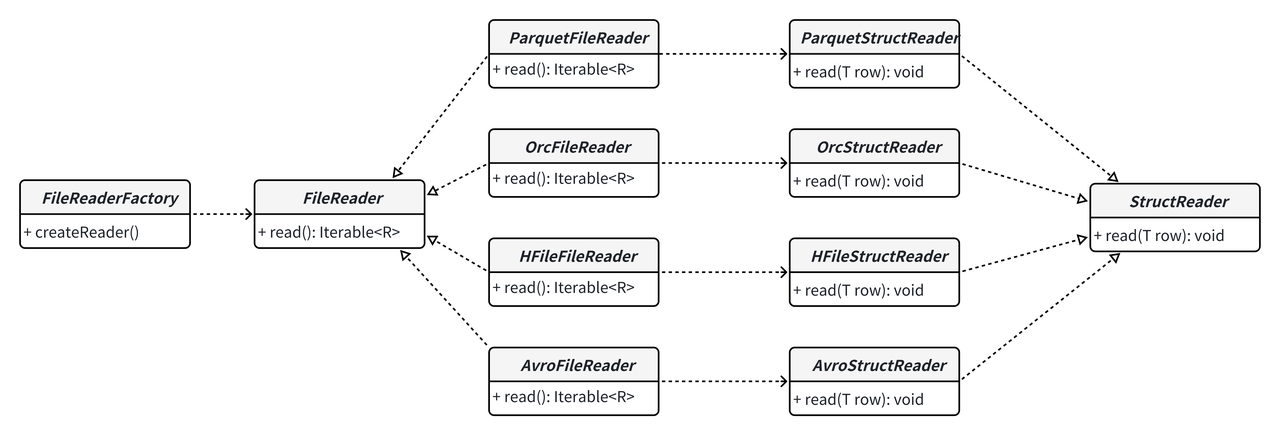 FileReaderFactory
+ createReader()
FileReader
+ read(): Iterable<R>
ParquetFileReader
+ read(): Iterable<R>
OrcFileReader
+ read(): Iterable<R>
HFileFileReader
+ read(): Iterable<R>
AvroFileReader
+ read(): Iterable<R>
ParquetStructReader
+ read(T row): void
OrcStructReader
+ read(T row): void
HFileStructReader
+ read(T row): void
AvroStructReader
+ read(T row): void
StructReader
+ read(T row): void